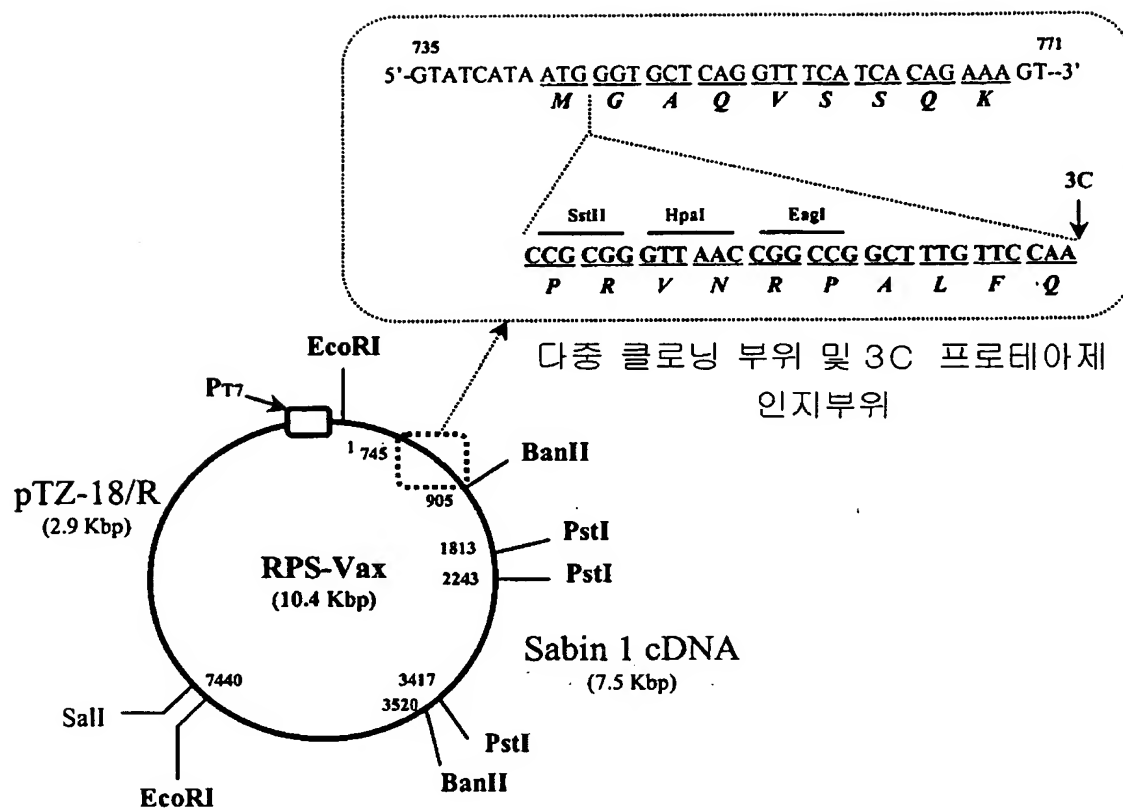 735
771
5'-GTATCATA ATG GGT GCT CAG GTT TCA TCA CAG AAA GT--3'
M G A Q V S S Q K
3C
SstII HpaI EagI
CCG CGG GTT AAC CGG CCG GCT TTG TTC CAA
P R V N R P A L F Q
다중 클로닝 부위 및 3C 프로테아제
인지부위
EcoRI
PT7
1
745
BanII
905
pTZ-18/R
(2.9 Kbp)
1813
PstI
2243
PstI
RPS-Vax
(10.4 Kbp)
Sabin 1 cDNA
(7.5 Kbp)
7440
3417
3520
SalI
PstI
BanII
EcoRI